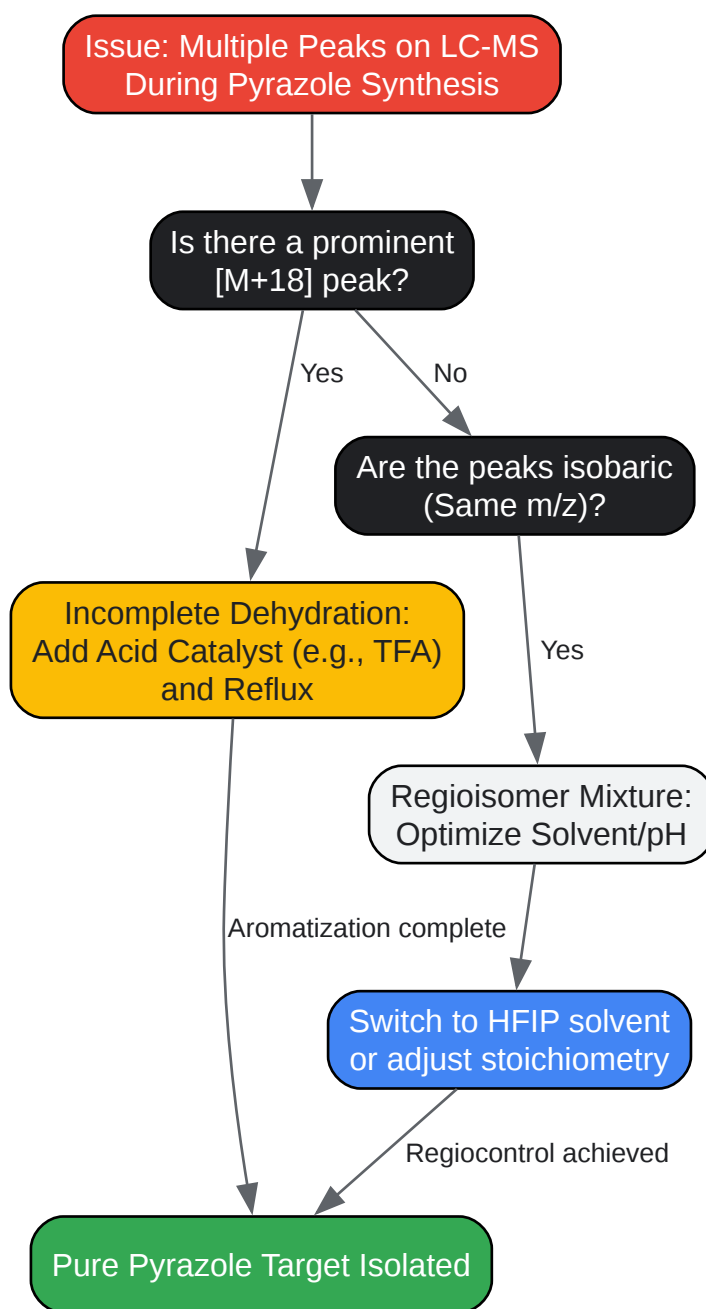 Issue: Multiple Peaks on LC-MS
During Pyrazole Synthesis
Is there a prominent
[M+18] peak?
Yes
No
Are the peaks isobaric
(Same m/z)?
Incomplete Dehydration:
Add Acid Catalyst (e.g., TFA)
and Reflux
Yes
Regioisomer Mixture:
Optimize Solvent/pH
Aromatization complete
Switch to HFIP solvent
or adjust stoichiometry
Regiocontrol achieved
Pure Pyrazole Target Isolated